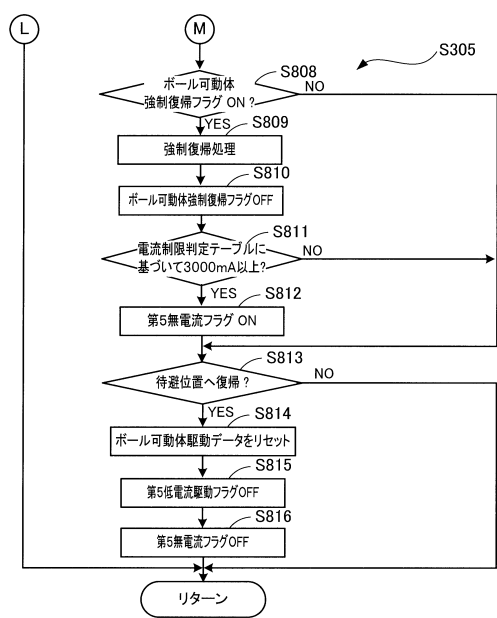 L
M
S305
S808
ボール可動体
強制復帰フラグ ON ?
NO
YES
S809
強制復帰処理
S810
ボール可動体強制復帰フラグOFF
S811
電流制限判定テーブルに
基づいて3000mA以上?
NO
YES
S812
第5無電流フラグ ON
S813
待避位置へ復帰 ?
NO
YES
S814
ボール可動体駆動データをリセット
S815
第5低電流駆動フラグOFF
S816
第5無電流フラグOFF
リターン